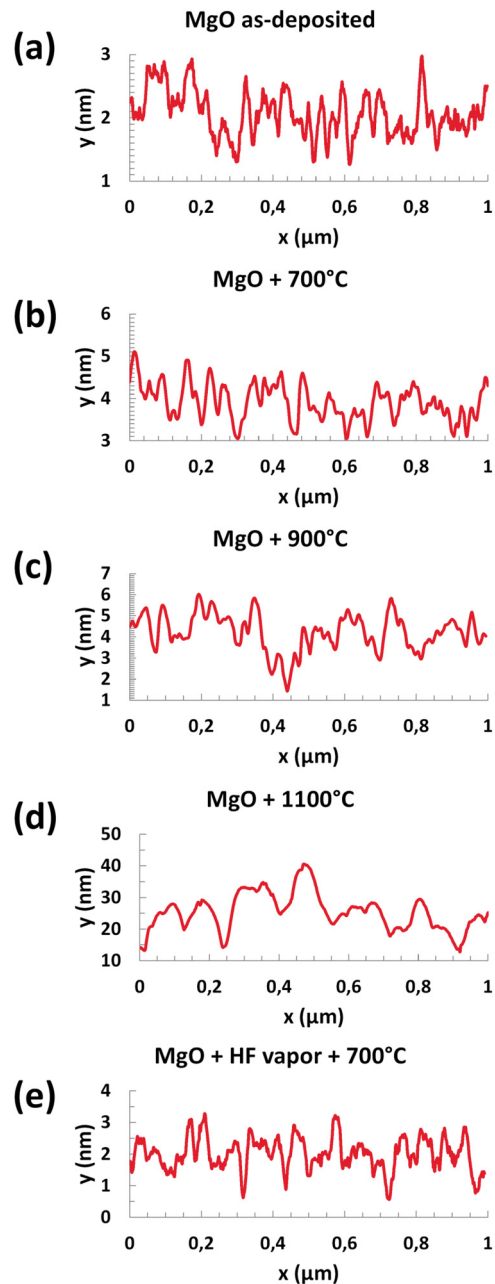 MgO as-deposited
(a)
3
2
1
y (nm)
0 0,2 0,4 0,6 0,8 1
x (μm)
MgO + 700°C
(b)
6
5
4
3
y (nm)
0 0,2 0,4 0,6 0,8 1
x (μm)
MgO + 900°C
(c)
7
6
5
4
3
2
1
y (nm)
0 0,2 0,4 0,6 0,8 1
x (μm)
MgO + 1100°C
(d)
50
40
30
20
10
y (nm)
0 0,2 0,4 0,6 0,8 1
x (μm)
MgO + HF vapor + 700°C
(e)
4
3
2
1
0
y (nm)
0 0,2 0,4 0,6 0,8 1
x (μm)